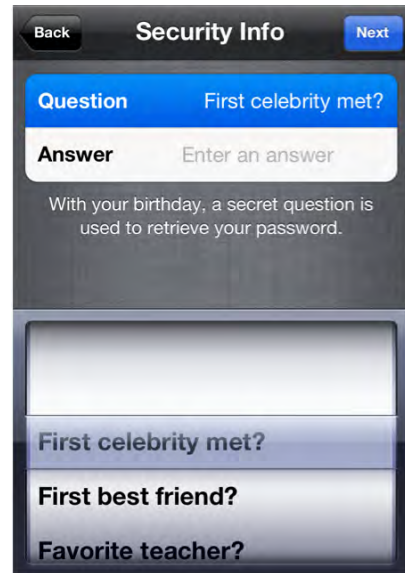 Back Security Info Next
Question First celebrity met?
Answer Enter an answer
With your birthday, a secret question is
used to retrieve your password.
First celebrity met?
First best friend?
Favorite teacher?